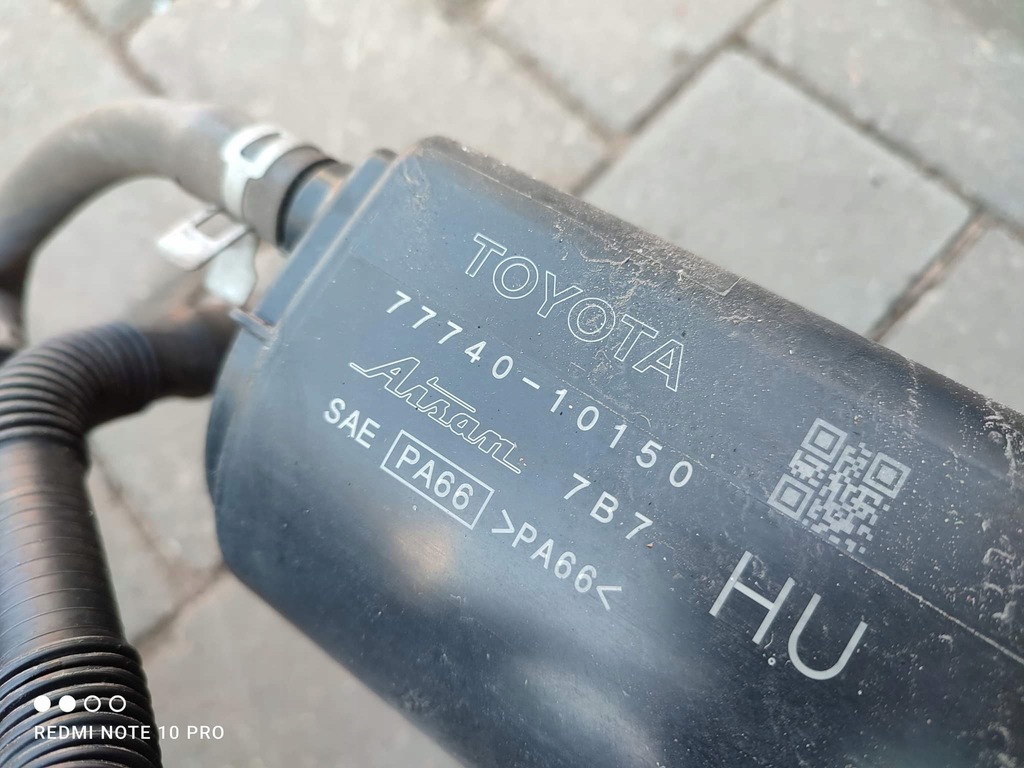 TOYOTA
77740-10150
Aisan 7B7
SAE PA66 >PA66<
HU
REDMI NOTE 10 PRO